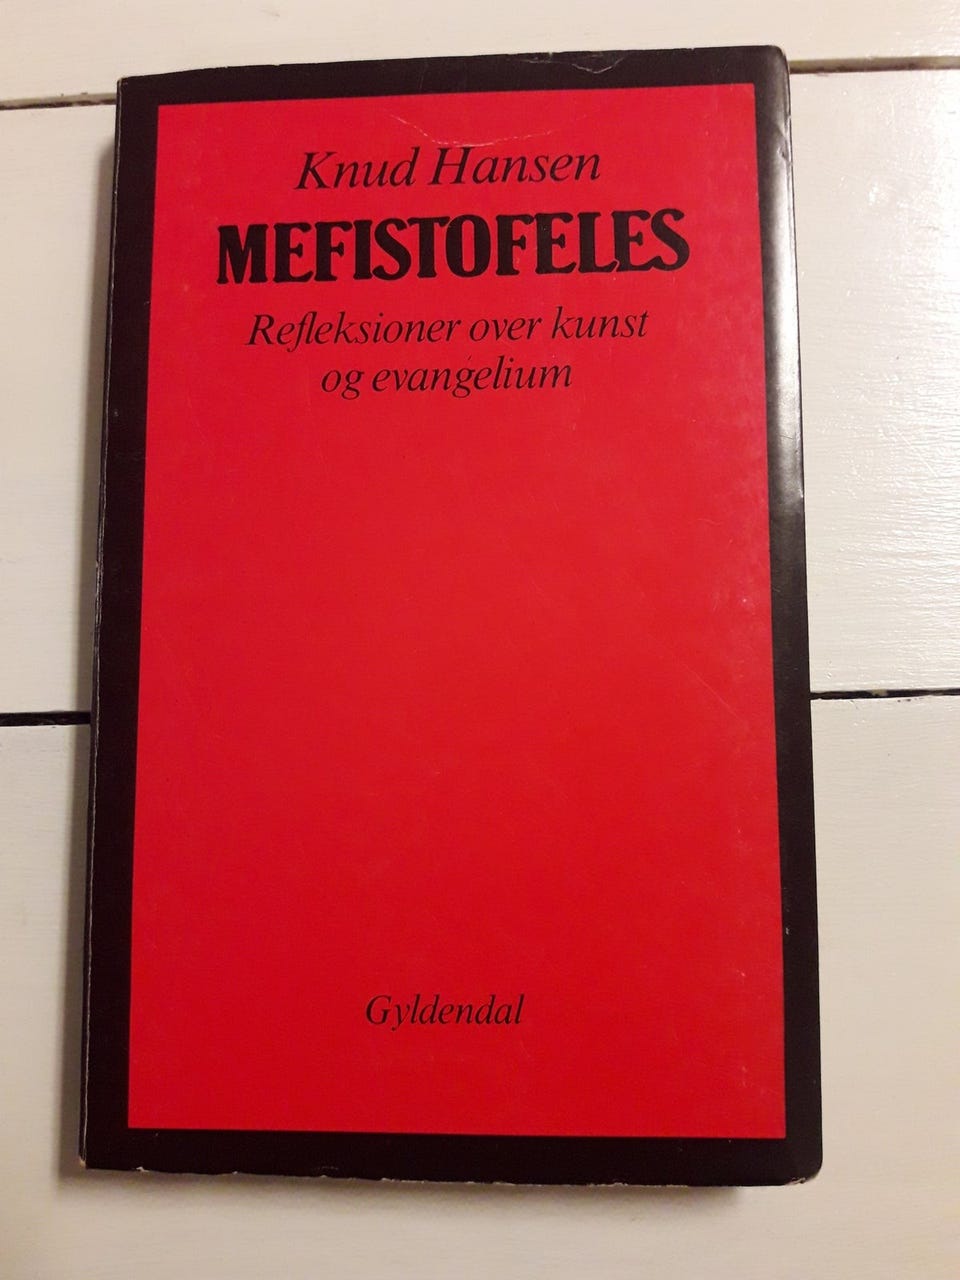 Knud Hansen
MEFISTOFELES
Refleksioner over kunst
og evangelium
Gyldendal